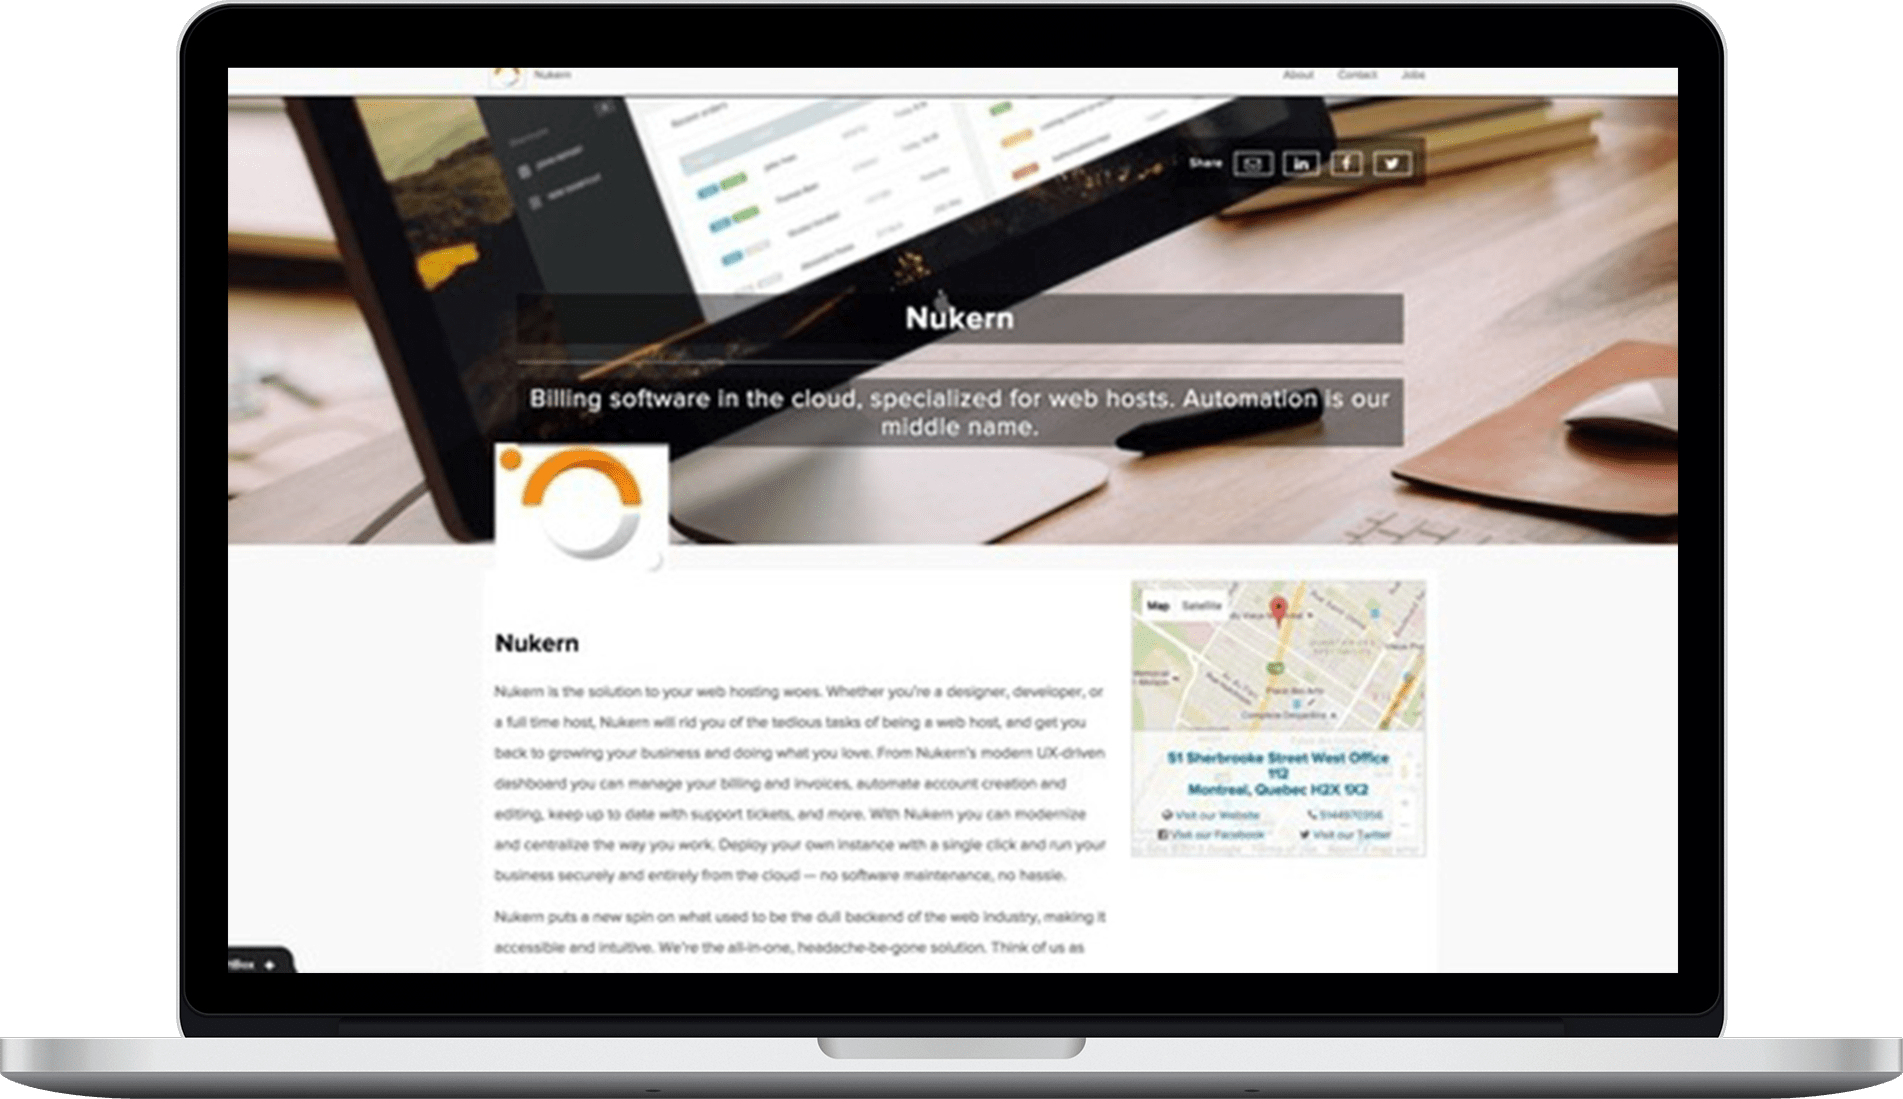 Nukern
About Contact Jobs
Share
Nukern
Billing software in the cloud, specialized for web hosts. Automation is our
middle name.
Nukern
Nukern is the solution to your web hosting woes. Whether you're a designer, developer, or
a full time host, Nukern will rid you of the tedious tasks of being a web host, and get you
back to growing your business and doing what you love. From Nukern's modern UX-driven
dashboard you can manage your billing and invoices, automate account creation and
editing, keep up to date with support tickets, and more. With Nukern you can modernize
and centralize the way you work. Deploy your own instance with a single click and run your
business securely and entirely from the cloud — no software maintenance, no hassle.
Nukern puts a new spin on what used to be the dull backend of the web industry, making it
accessible and intuitive. We're the all-in-one, headache-be-gone solution. Think of us as
Map Satellite
51 Sherbrooke Street West Office
112
Montreal, Quebec H2X 1X2
Visit our Website
Visit our Facebook Visit our Twitter